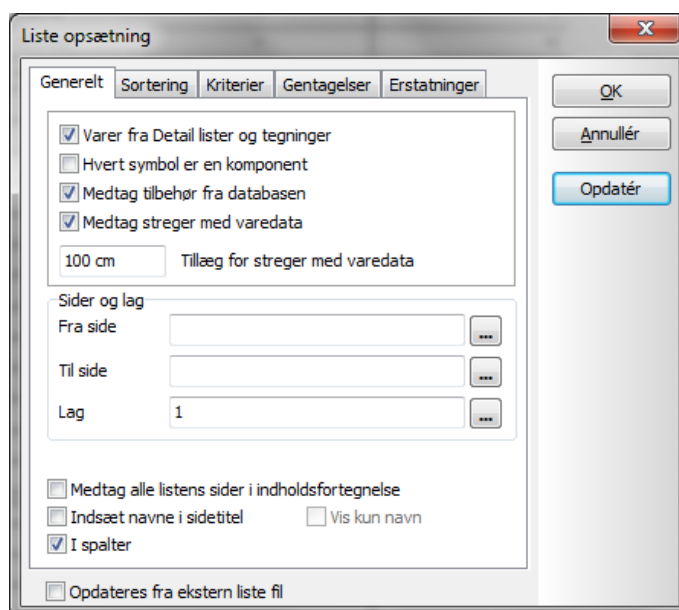 Liste opsætning
Generelt Sortering Kriterier Gentagelser Erstatninger
OK
Annullér
Opdatér
Varer fra Detail lister og tegninger
Hvert symbol er en komponent
Medtag tilbehør fra databasen
Medtag streger med varedata
100 cm Tillæg for streger med varedata
Sider og lag
Fra side ...
Til side ...
Lag 1 ...
Medtag alle listens sider i indholdsfortegnelse
Indsæt navne i sidetitel Vis kun navn
I spalter
Opdateres fra ekstern liste fil